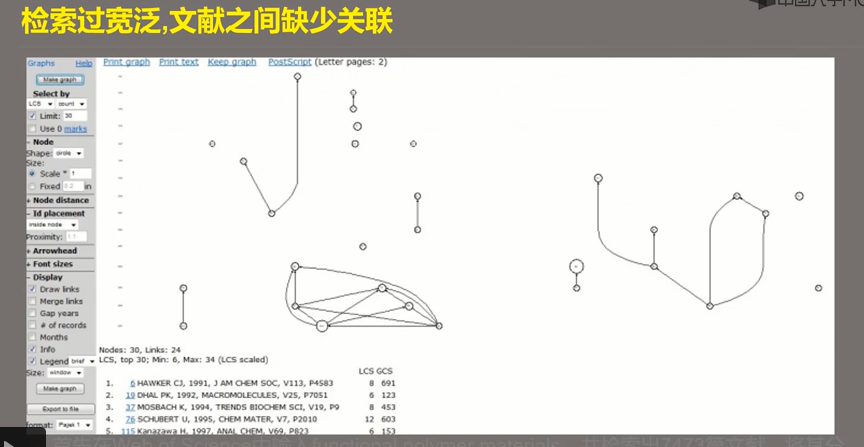 检索过宽泛,文献之间缺少关联
Graphs Help
Print graph Print text Keep graph PostScript (Letter pages: 2)
Make graph
Select by
LCS count
Limit: 30
Use 0 marks
- Node
Shape: circle
Size:
Scale * 1
Fixed 0.2 in
+ Node distance
- Id placement
inside node
Proximity: 1.1
+ Arrowhead
+ Font sizes
- Display
Draw links
Merge links
Gap years
# of records
Months
Info
Legend brief
Size: window
Make graph
Export to file
format: Pajek 1
Nodes: 30, Links: 24
LCS, top 30; Min: 6, Max: 34 (LCS scaled)
LCS GCS
1. 6 HAWKER CJ, 1991, J AM CHEM SOC, V113, P4583 8 691
2. 19 DHAL PK, 1992, MACROMOLECULES, V25, P7051 6 123
3. 37 MOSBACH K, 1994, TRENDS BIOCHEM SCI, V19, P9 8 453
4. 76 SCHUBERT U, 1995, CHEM MATER, V7, P2010 12 603
5. 115 Kanazawa H, 1997, ANAL CHEM, V69, P823 6 153
functional polymer materials